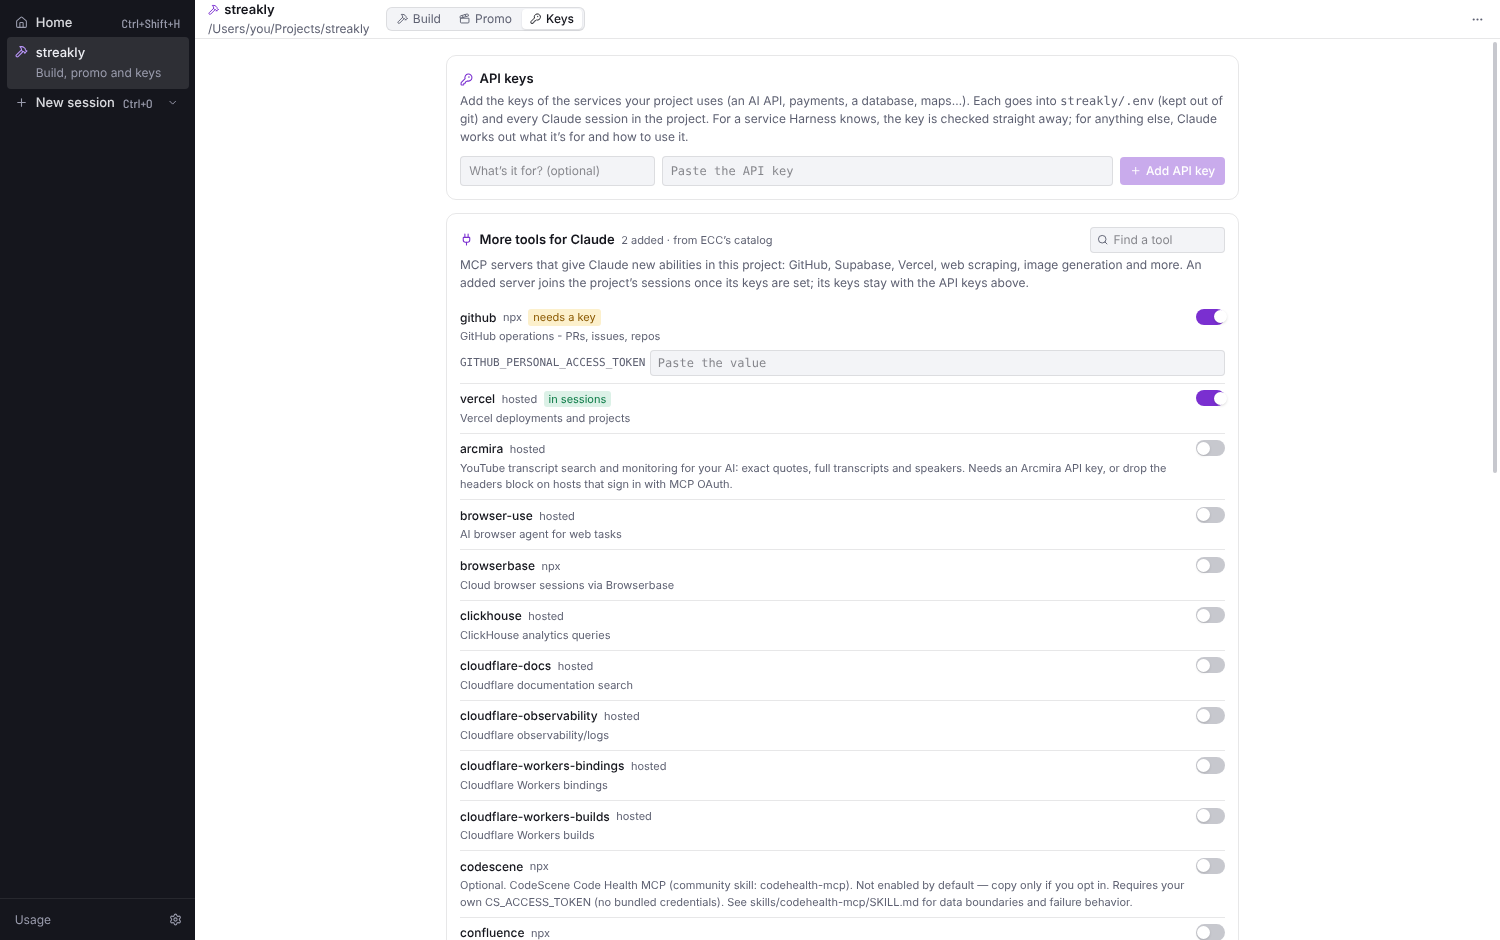 Home Ctrl+Shift+H
streakly
Build, promo and keys
New session Ctrl+O
Usage
streakly
/Users/you/Projects/streakly
Build Promo Keys
API keys
Add the keys of the services your project uses (an AI API, payments, a database, maps...). Each goes into streakly/.env (kept out of
git) and every Claude session in the project. For a service Harness knows, the key is checked straight away; for anything else, Claude
works out what it's for and how to use it.
What's it for? (optional) Paste the API key + Add API key
More tools for Claude 2 added · from ECC's catalog Find a tool
MCP servers that give Claude new abilities in this project: GitHub, Supabase, Vercel, web scraping, image generation and more. An
added server joins the project's sessions once its keys are set; its keys stay with the API keys above.
github npx needs a key
GitHub operations - PRs, issues, repos
GITHUB_PERSONAL_ACCESS_TOKEN Paste the value
vercel hosted in sessions
Vercel deployments and projects
arcmira hosted
YouTube transcript search and monitoring for your AI: exact quotes, full transcripts and speakers. Needs an Arcmira API key, or drop the
headers block on hosts that sign in with MCP OAuth.
browser-use hosted
AI browser agent for web tasks
browserbase npx
Cloud browser sessions via Browserbase
clickhouse hosted
ClickHouse analytics queries
cloudflare-docs hosted
Cloudflare documentation search
cloudflare-observability hosted
Cloudflare observability/logs
cloudflare-workers-bindings hosted
Cloudflare Workers bindings
cloudflare-workers-builds hosted
Cloudflare Workers builds
codescene npx
Optional. CodeScene Code Health MCP (community skill: codehealth-mcp). Not enabled by default — copy only if you opt in. Requires your
own CS_ACCESS_TOKEN (no bundled credentials). See skills/codehealth-mcp/SKILL.md for data boundaries and failure behavior.
confluence npx